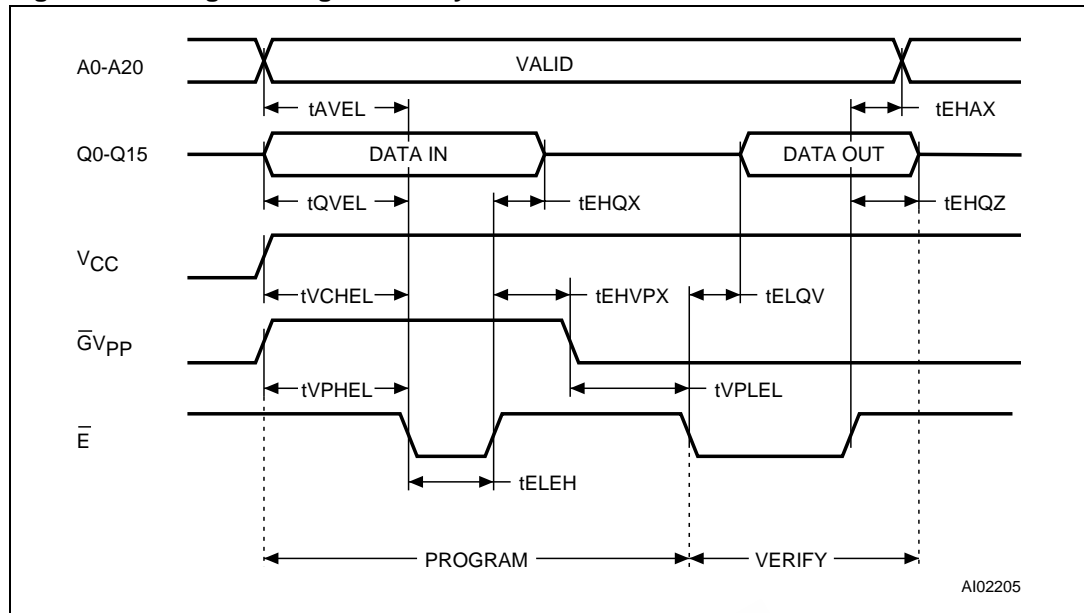 A0-A20
VALID
tAVEL
tEHAX
Q0-Q15
DATA IN
DATA OUT
tQVEL
tEHQX
tEHQZ
VCC
tVCHEL
tEHVPX
tELQV
G̅VPP
tVPHEL
tVPLEL
E̅
tELEH
PROGRAM
VERIFY
AI02205